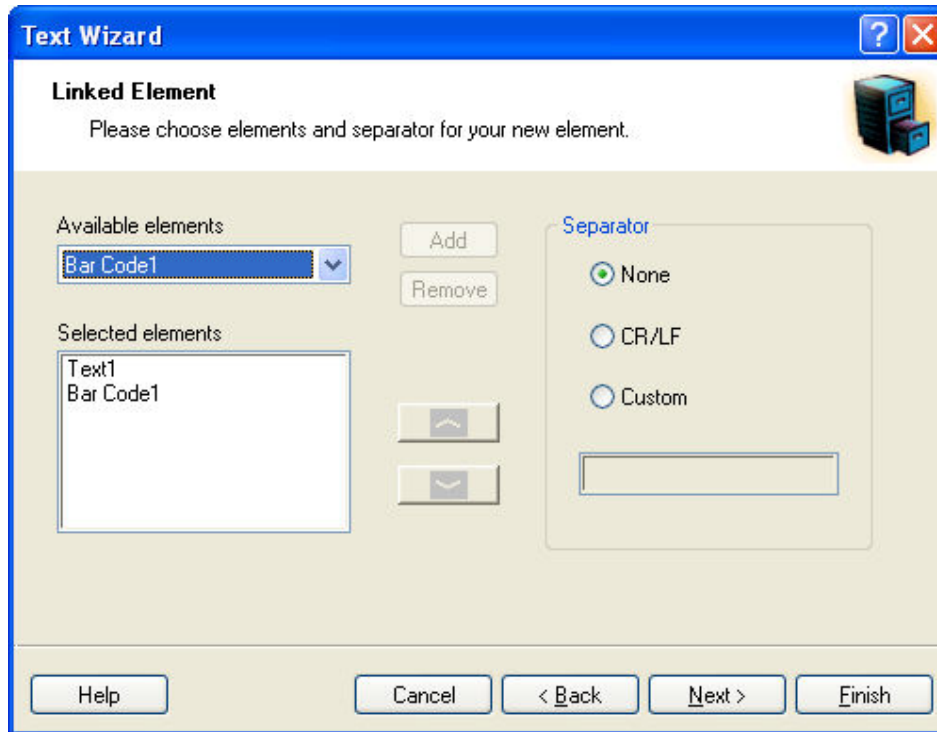 Text Wizard
?
Linked Element
Please choose elements and separator for your new element.
Available elements
Bar Code1
Add
Remove
Selected elements
Text1
Bar Code1
Separator
None
CR/LF
Custom
Help
Cancel
< Back
Next >
Finish